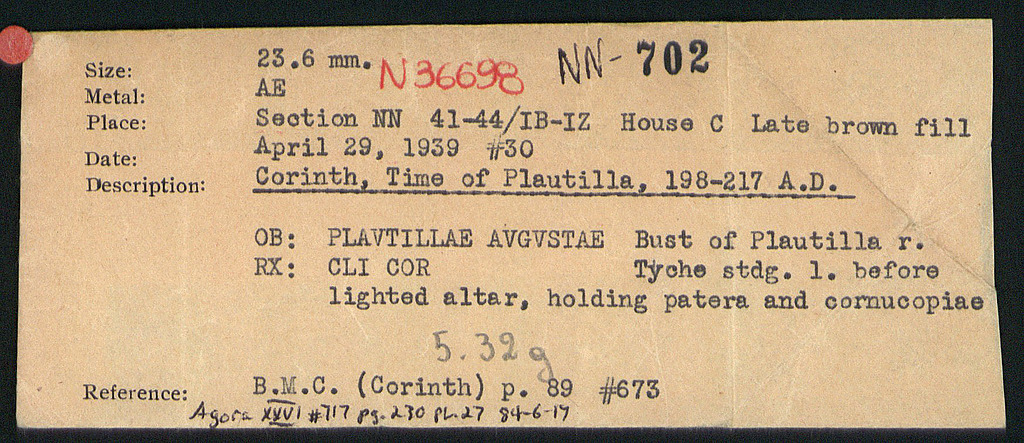 Size: 23.6 mm. N36698 NN-702
Metal: AE
Place: Section NN 41-44/IB-IZ House C Late brown fill
Date: April 29, 1939 #30
Description: Corinth, Time of Plautilla, 198-217 A.D.
OB: PLAVTILLAE AVGVSTAE Bust of Plautilla r.
RX: CLI COR Tyche stdg. l. before
lighted altar, holding patera and cornucopiae
5.32g
Reference: B.M.C. (Corinth) p. 89 #673
Agora XXVI #717 pg. 230 PL. 27 84-6-17